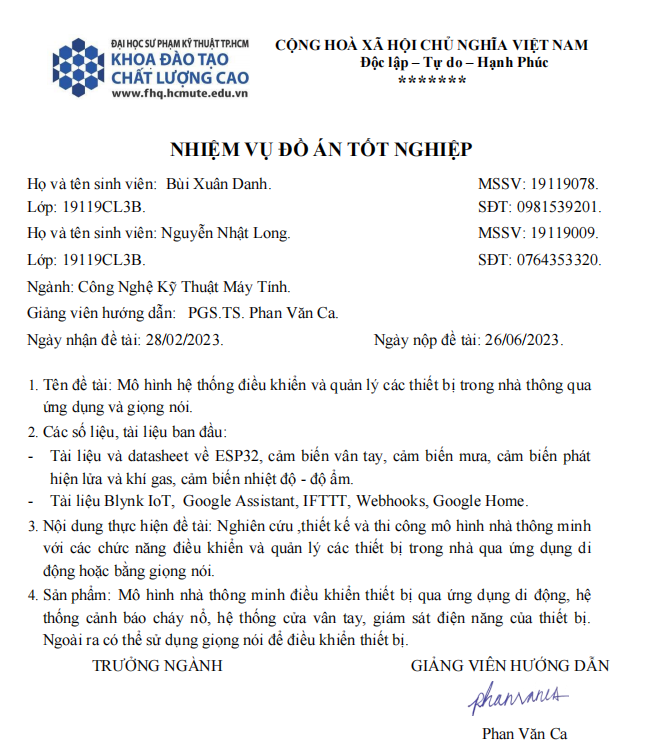 ĐẠI HỌC SƯ PHẠM KỸ THUẬT TP.HCM
KHOA ĐÀO TẠO
CHẤT LƯỢNG CAO
www.fhq.hcmute.edu.vn
CỘNG HOÀ XÃ HỘI CHỦ NGHĨA VIỆT NAM
Độc lập – Tự do – Hạnh Phúc
*******
NHIỆM VỤ ĐỒ ÁN TỐT NGHIỆP
Họ và tên sinh viên: Bùi Xuân Danh. MSSV: 19119078.
Lớp: 19119CL3B. SĐT: 0981539201.
Họ và tên sinh viên: Nguyễn Nhật Long. MSSV: 19119009.
Lớp: 19119CL3B. SĐT: 0764353320.
Ngành: Công Nghệ Kỹ Thuật Máy Tính.
Giảng viên hướng dẫn: PGS.TS. Phan Văn Ca.
Ngày nhận đề tài: 28/02/2023. Ngày nộp đề tài: 26/06/2023.
1. Tên đề tài: Mô hình hệ thống điều khiển và quản lý các thiết bị trong nhà thông qua
ứng dụng và giọng nói.
2. Các số liệu, tài liệu ban đầu:
- Tài liệu và datasheet về ESP32, cảm biến vân tay, cảm biến mưa, cảm biến phát
hiện lửa và khí gas, cảm biến nhiệt độ - độ ẩm.
- Tài liệu Blynk IoT, Google Assistant, IFTTT, Webhooks, Google Home.
3. Nội dung thực hiện đề tài: Nghiên cứu ,thiết kế và thi công mô hình nhà thông minh
với các chức năng điều khiển và quản lý các thiết bị trong nhà qua ứng dụng di
động hoặc bằng giọng nói.
4. Sản phẩm: Mô hình nhà thông minh điều khiển thiết bị qua ứng dụng di động, hệ
thống cảnh báo cháy nổ, hệ thống cửa vân tay, giám sát điện năng của thiết bị.
Ngoài ra có thể sử dụng giọng nói để điều khiển thiết bị.
TRƯỞNG NGÀNH GIẢNG VIÊN HƯỚNG DẪN
Phan Văn Ca